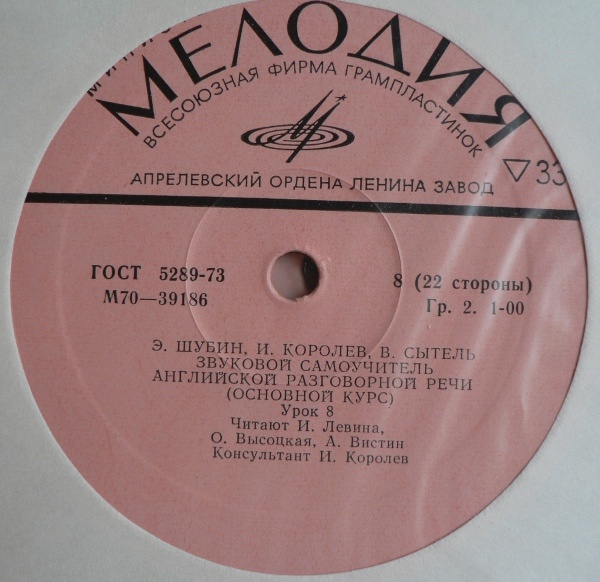 МЕЛОДИЯ
ВСЕСОЮЗНАЯ ФИРМА ГРАМПЛАСТИНОК
АПРЕЛЕВСКИЙ ОРДЕНА ЛЕНИНА ЗАВОД
33
ГОСТ 5289-73
М70—39186
8 (22 стороны)
Гр. 2. 1-00
Э. ШУБИН, И. КОРОЛЕВ, В. СЫТЕЛЬ
ЗВУКОВОЙ САМОУЧИТЕЛЬ
АНГЛИЙСКОЙ РАЗГОВОРНОЙ РЕЧИ
(ОСНОВНОЙ КУРС)
Урок 8
Читают И. Левина,
О. Высоцкая, А. Вистин
Консультант И. Королев